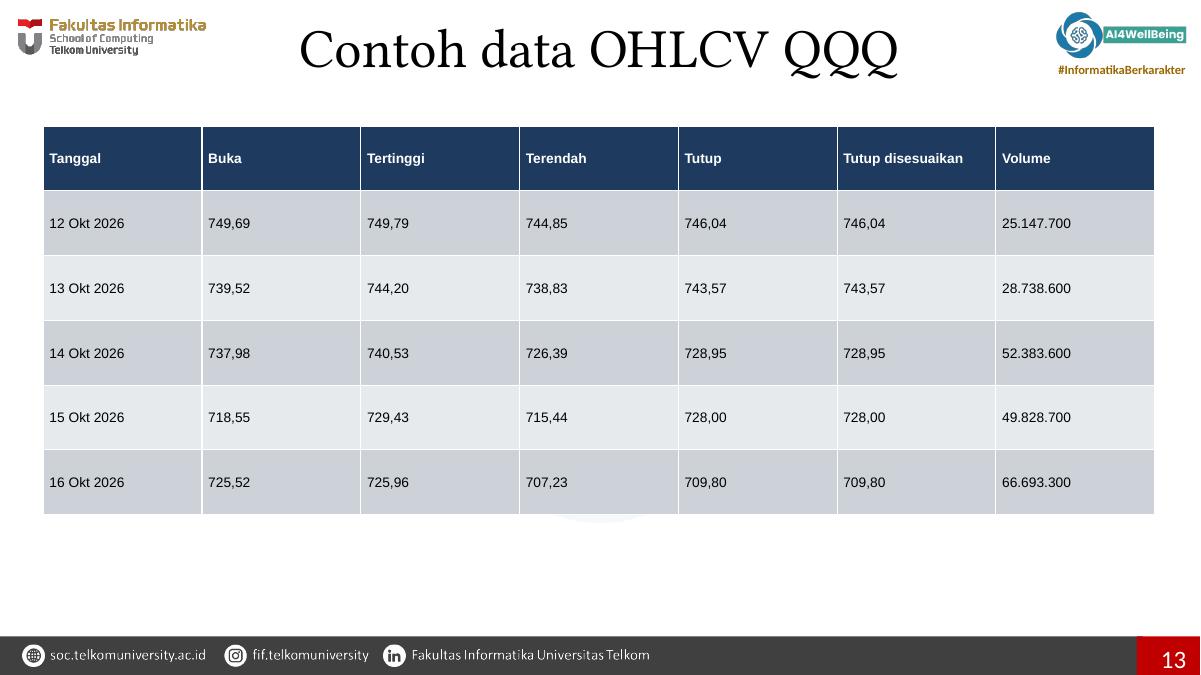 Fakultas Informatika
School of Computing
Telkom University
Contoh data OHLCV QQQ
AI4WellBeing
#InformatikaBerkarakter
Tanggal Buka Tertinggi Terendah Tutup Tutup disesuaikan Volume
12 Okt 2026 749,69 749,79 744,85 746,04 746,04 25.147.700
13 Okt 2026 739,52 744,20 738,83 743,57 743,57 28.738.600
14 Okt 2026 737,98 740,53 726,39 728,95 728,95 52.383.600
15 Okt 2026 718,55 729,43 715,44 728,00 728,00 49.828.700
16 Okt 2026 725,52 725,96 707,23 709,80 709,80 66.693.300
soc.telkomuniversity.ac.id fif.telkomuniversity Fakultas Informatika Universitas Telkom
13